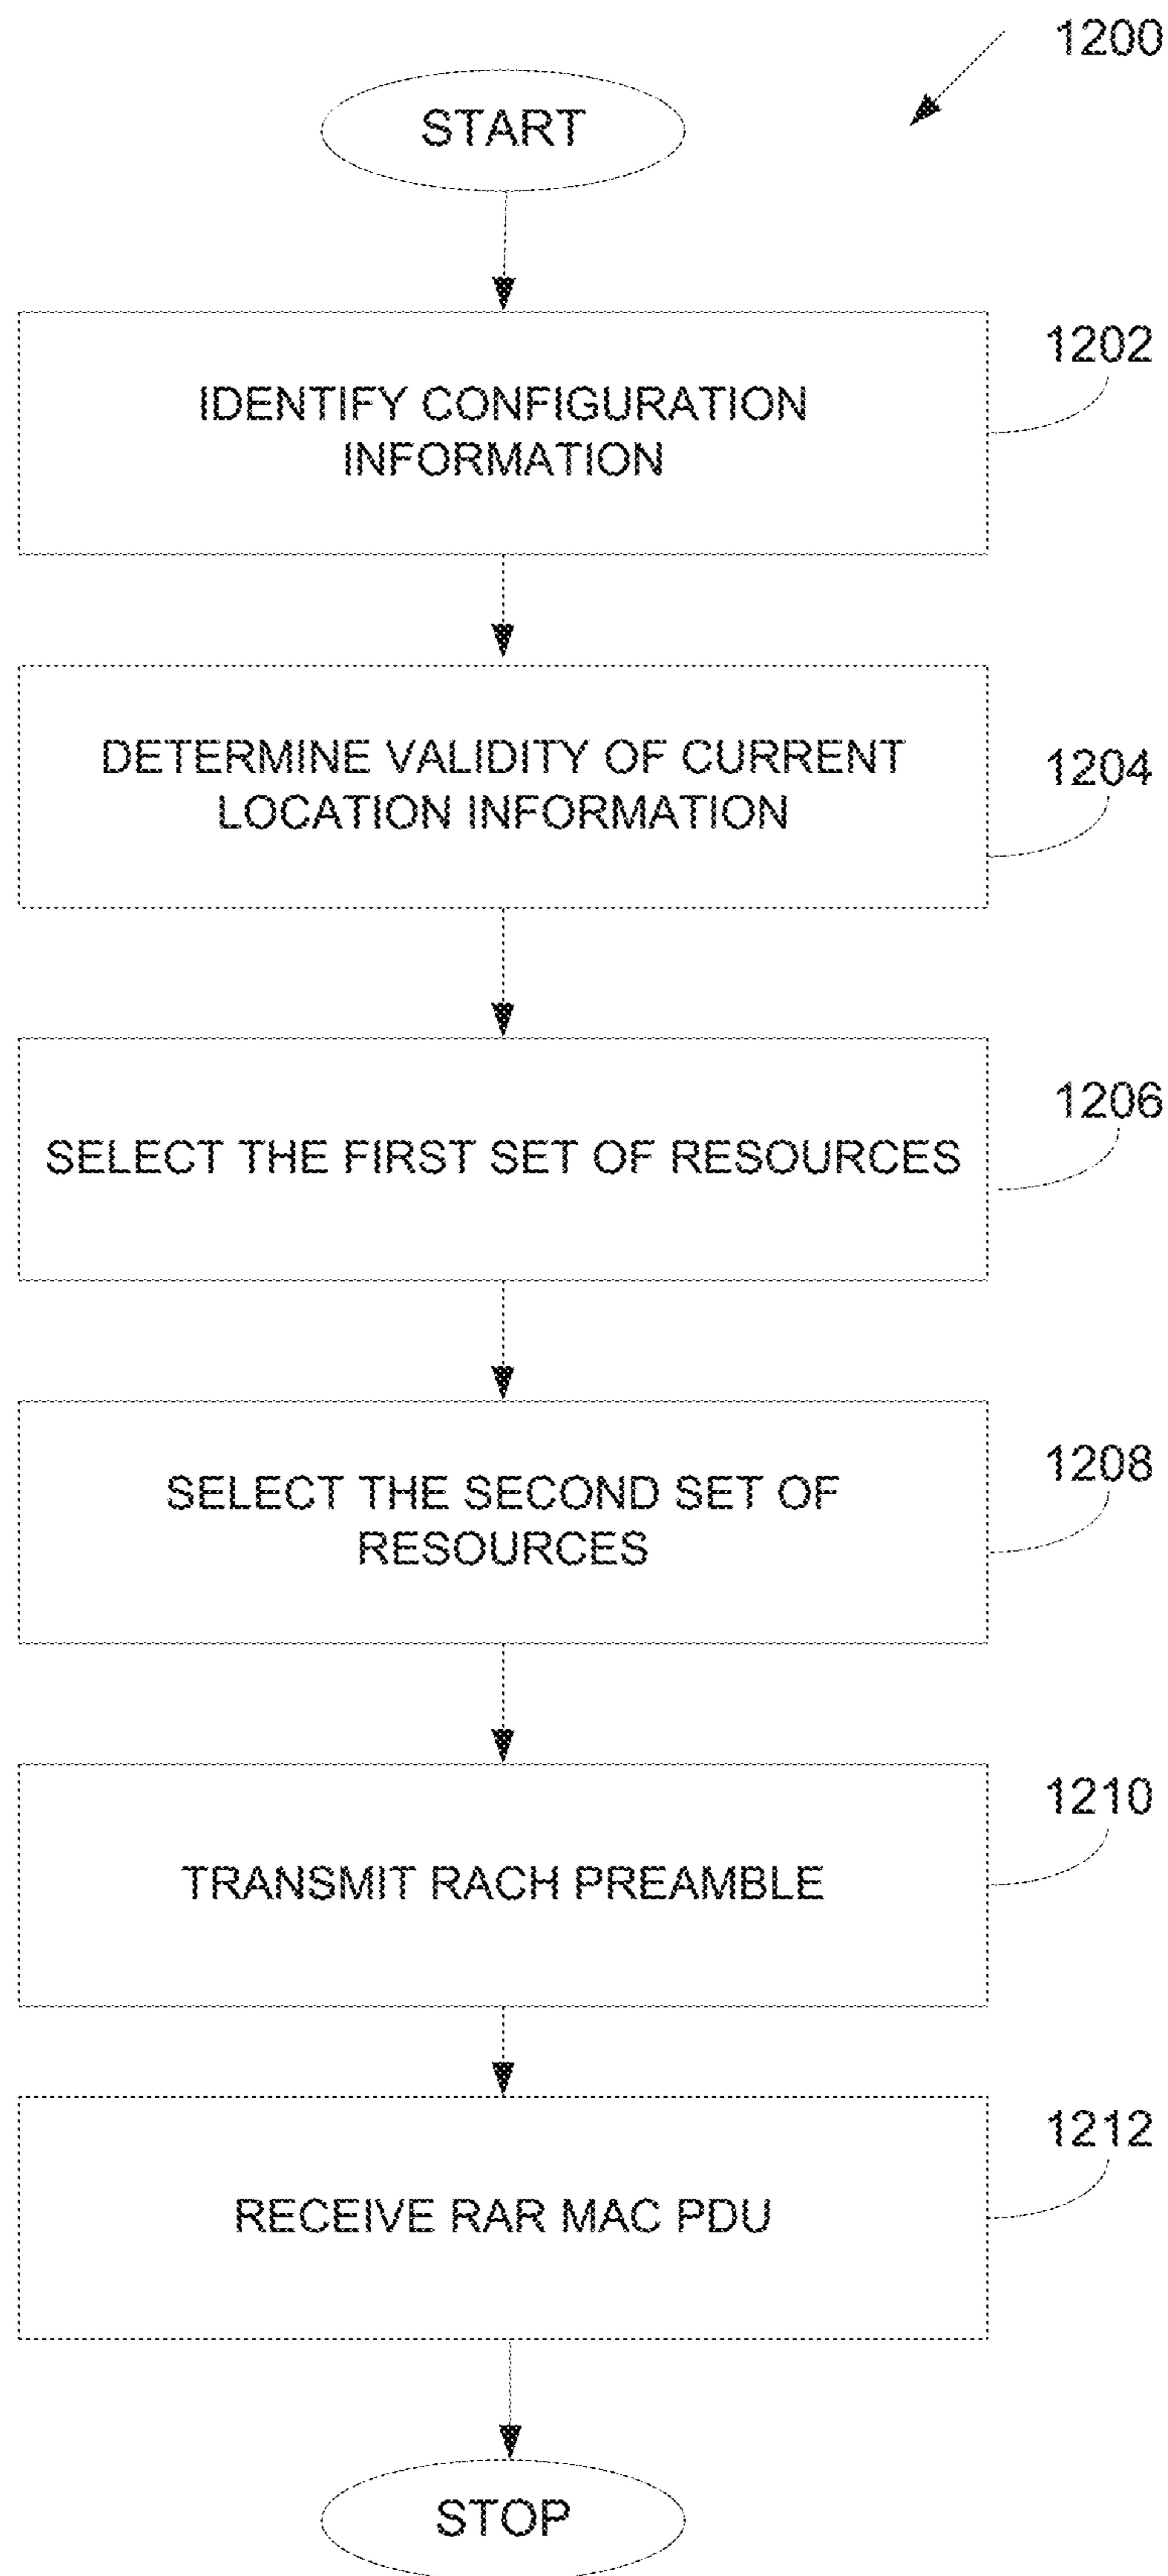 1200
START
1202
IDENTIFY CONFIGURATION
INFORMATION
1204
DETERMINE VALIDITY OF CURRENT
LOCATION INFORMATION
1206
SELECT THE FIRST SET OF RESOURCES
1208
SELECT THE SECOND SET OF
RESOURCES
1210
TRANSMIT RACH PREAMBLE
1212
RECEIVE RAR MAC PDU
STOP